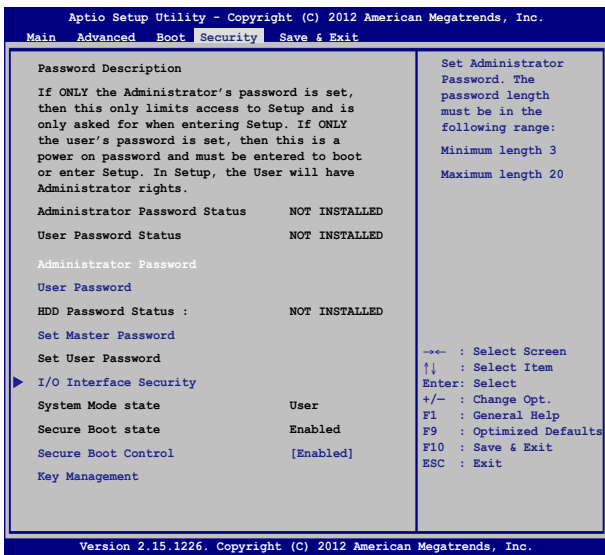 Aptio Setup Utility - Copyright (C) 2012 American Megatrends, Inc.
Main Advanced Boot Security Save & Exit
Password Description
If ONLY the Administrator's password is set,
then this only limits access to Setup and is
only asked for when entering Setup. If ONLY
the user's password is set, then this is a
power on password and must be entered to boot
or enter Setup. In Setup, the User will have
Administrator rights.
Administrator Password Status NOT INSTALLED
User Password Status NOT INSTALLED
Administrator Password
User Password
HDD Password Status : NOT INSTALLED
Set Master Password
Set User Password
I/O Interface Security
System Mode state User
Secure Boot state Enabled
Secure Boot Control [Enabled]
Key Management
Set Administrator
Password. The
password length
must be in the
following range:
Minimum length 3
Maximum length 20
→← : Select Screen
↑↓ : Select Item
Enter: Select
+/— : Change Opt.
F1 : General Help
F9 : Optimized Defaults
F10 : Save & Exit
ESC : Exit
Version 2.15.1226. Copyright (C) 2012 American Megatrends, Inc.